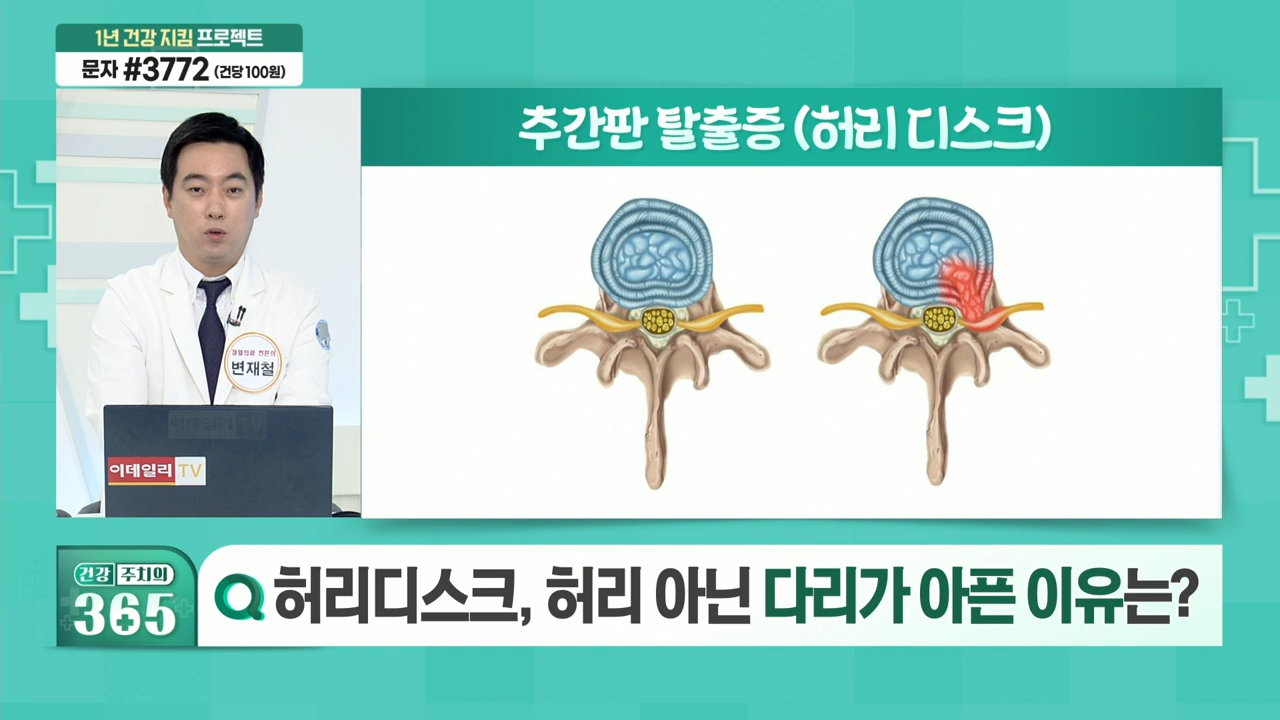 1년 건강 지킴 프로젝트
문자 #3772 (건당 100원)
추간판 탈출증 (허리 디스크)
정형외과 전문의
변재철
이데일리 TV
건강 주치의
365
Q 허리디스크, 허리 아닌 다리가 아픈 이유는?